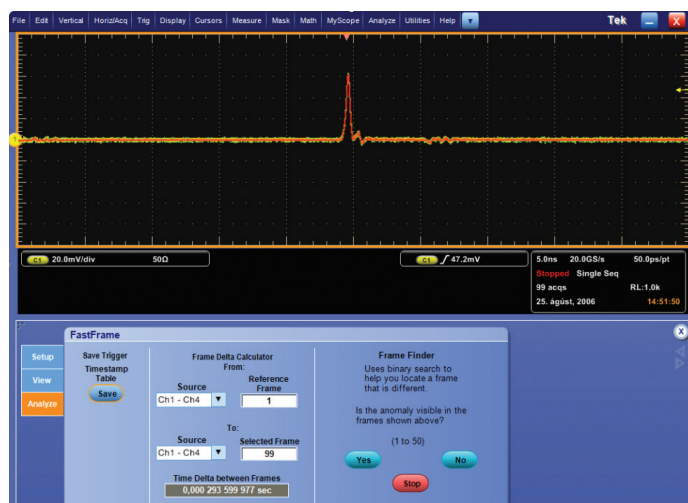 File Edit Vertical Horiz/Acq Trig Display Cursors Measure Mask Math MyScope Analyze Utilities Help Tek X
C1 20.0mV/div 50Ω
C1 47.2mV
5.0ns 20.0GS/s 50.0ps/pt
Stopped Single Seq
99 acqs RL:1.0k
25. ágúst, 2006 14:51:50
FastFrame
X
Setup
View
Analyze
Save Trigger
Timestamp
Table
Save
Frame Delta Calculator
From:
Source
Reference
Frame
Ch1 - Ch4 1
To:
Source Selected Frame
Ch1 - Ch4 99
Time Delta between Frames
0,000 293 599 977 sec
Frame Finder
Uses binary search to
help you locate a frame
that is different.
Is the anomaly visible in the
frames shown above?
(1 to 50)
Yes No
Stop